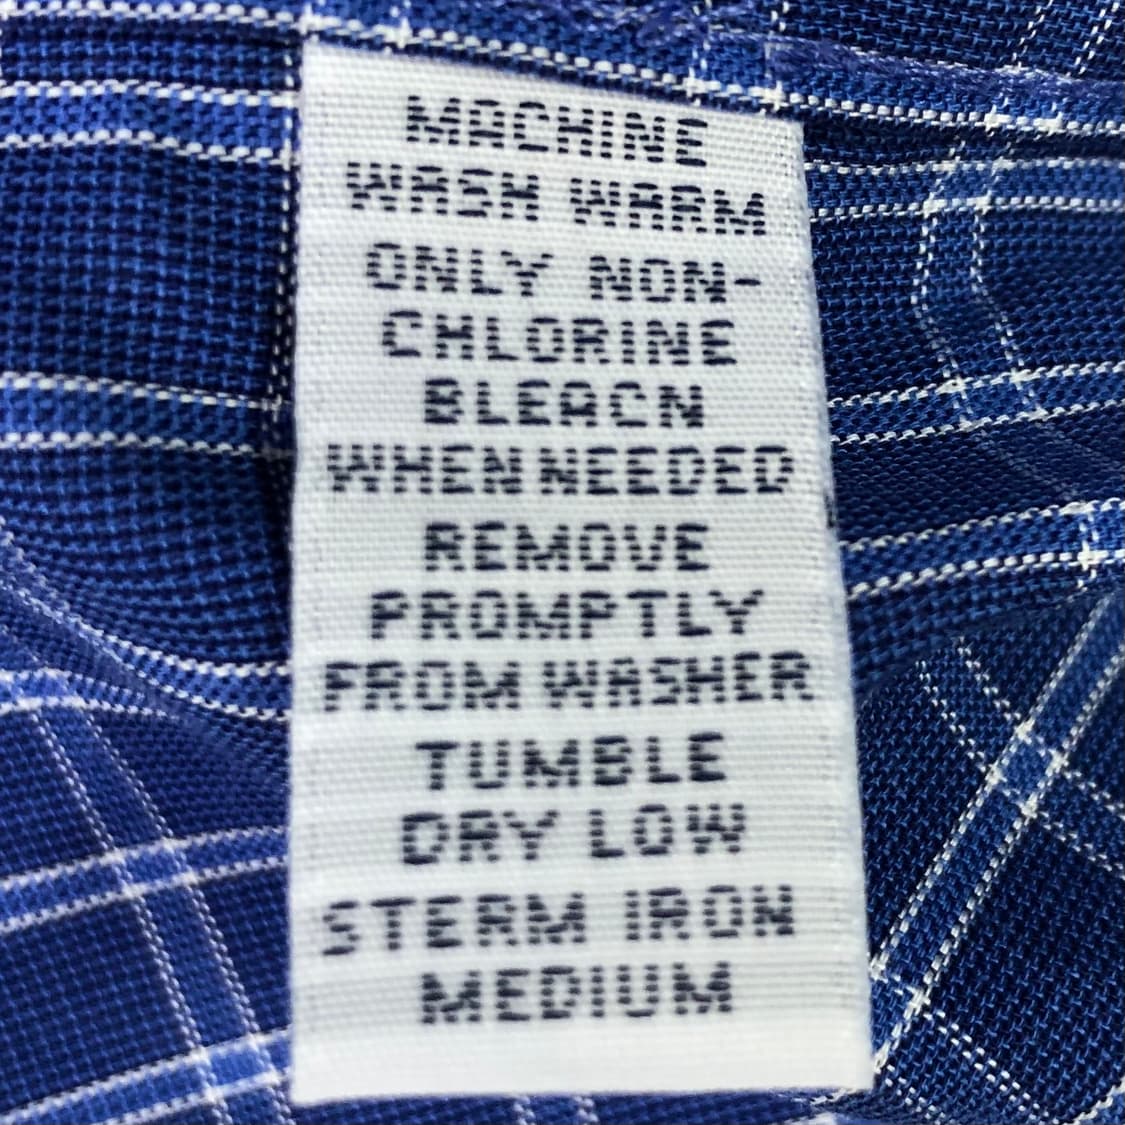 MACHINE
WASH WARM
ONLY NON-
CHLORINE
BLEACN
WHEN NEEDED
REMOVE
PROMPTLY
FROM WASHER
TUMBLE
DRY LOW
STERM IRON
MEDIUM